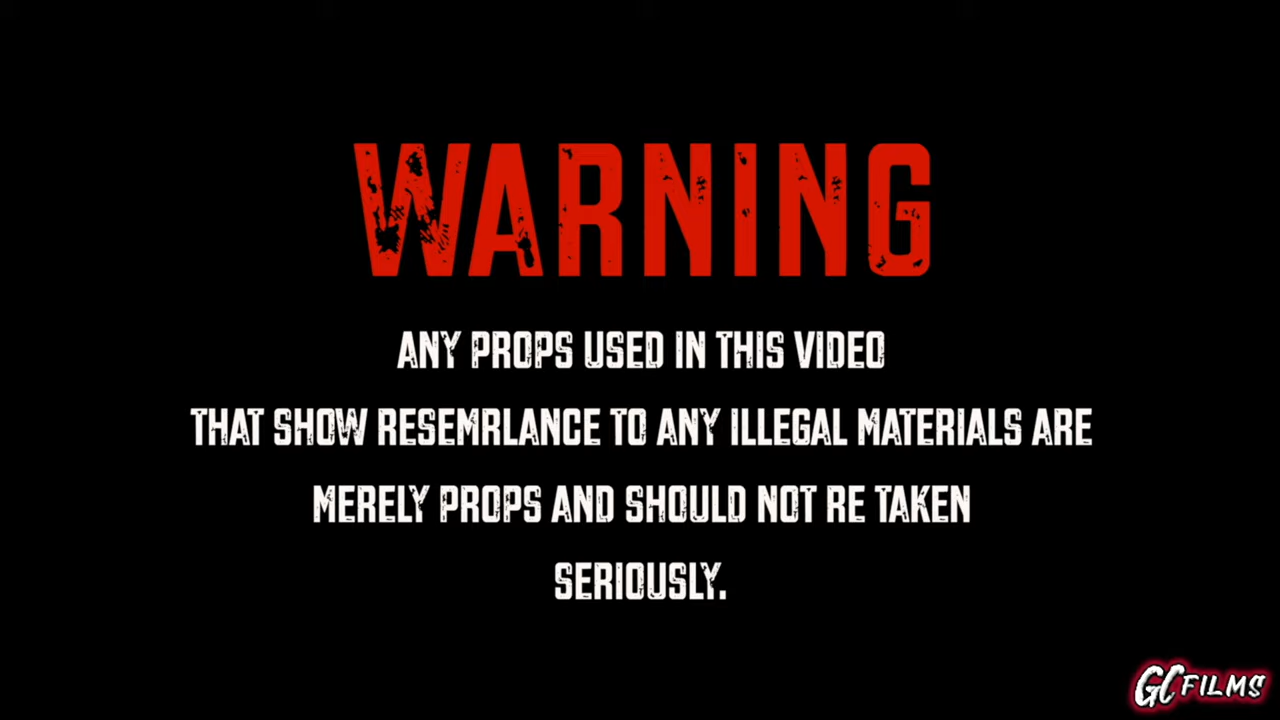 WARNING
ANY PROPS USED IN THIS VIDEO
THAT SHOW RESEMRLANCE TO ANY ILLEGAL MATERIALS ARE
MERELY PROPS AND SHOULD NOT RE TAKEN
SERIOUSLY.
GCFILMS